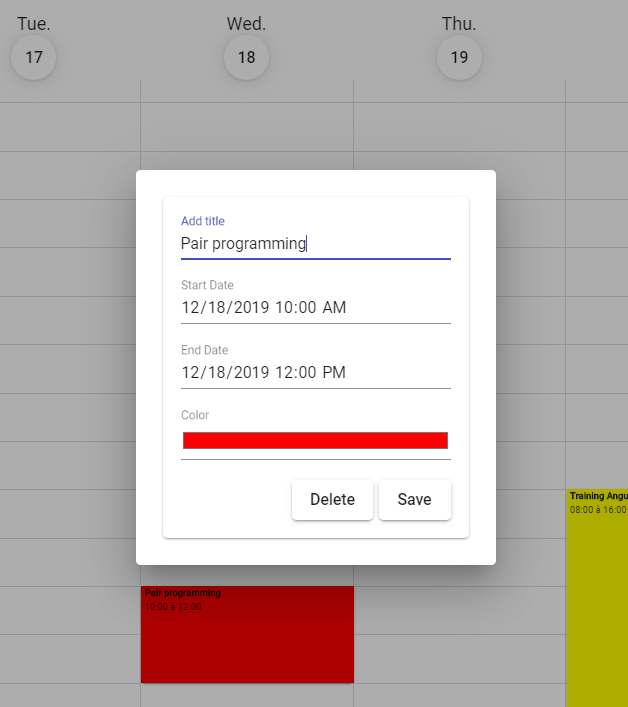 Tue. Wed. Thu.
17 18 19
Add title
Pair programming
Start Date
12/18/2019 10:00 AM
End Date
12/18/2019 12:00 PM
Color
Delete Save
Training Angu
08:00 à 16:00
Pair programming
10:00 à 12:00